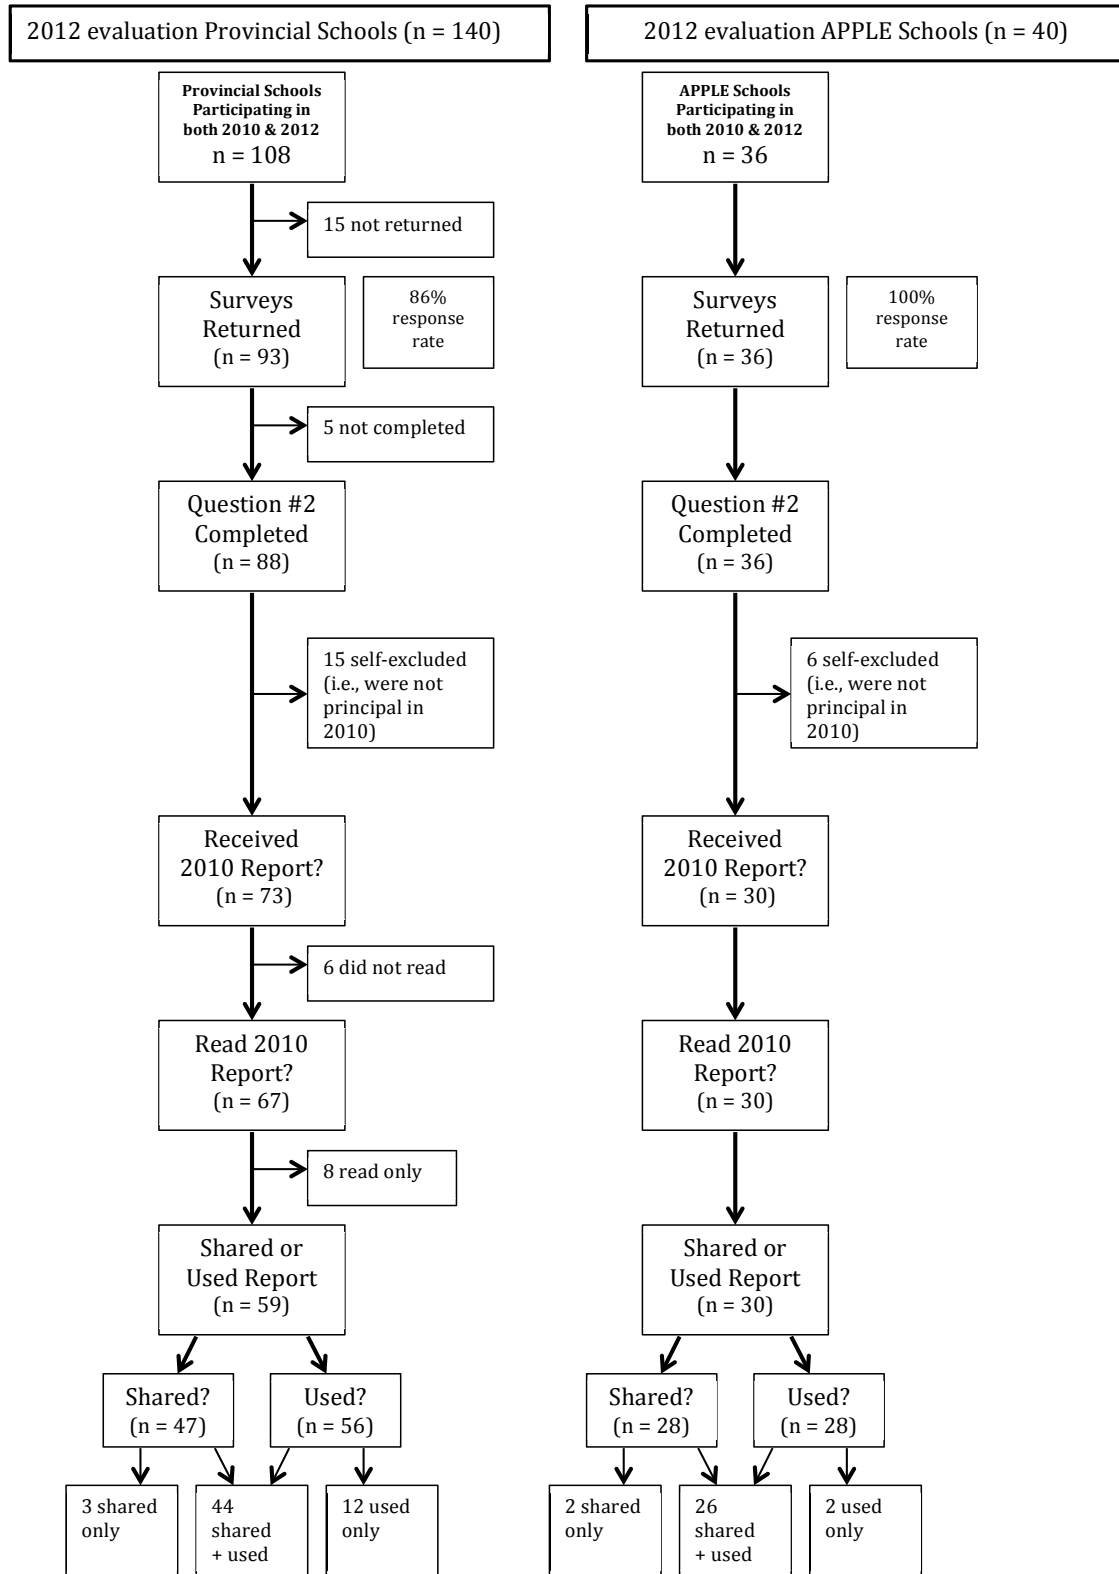 2012 evaluation Provincial Schools (n = 140)
Provincial Schools
Participating in
both 2010 & 2012
n = 108
15 not returned
Surveys
Returned
(n = 93)
86%
response
rate
5 not completed
Question #2
Completed
(n = 88)
15 self-excluded
(i.e., were not
principal in
2010)
Received
2010 Report?
(n = 73)
6 did not read
Read 2010
Report?
(n = 67)
8 read only
Shared or
Used Report
(n = 59)
Shared?
(n = 47)
Used?
(n = 56)
3 shared
only
44
shared
+ used
12 used
only
2012 evaluation APPLE Schools (n = 40)
APPLE Schools
Participating in
both 2010 & 2012
n = 36
Surveys
Returned
(n = 36)
100%
response
rate
Question #2
Completed
(n = 36)
6 self-excluded
(i.e., were not
principal in
2010)
Received
2010 Report?
(n = 30)
Read 2010
Report?
(n = 30)
Shared or
Used Report
(n = 30)
Shared?
(n = 28)
Used?
(n = 28)
2 shared
only
26
shared
+ used
2 used
only